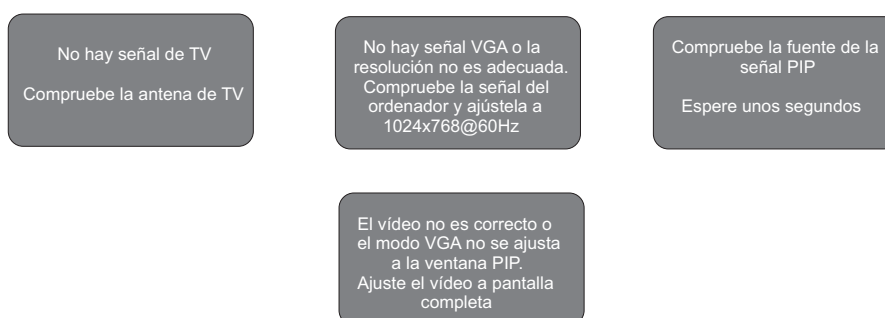 No hay señal de TV
Compruebe la antena de TV
No hay señal VGA o la
resolución no es adecuada.
Compruebe la señal del
ordenador y ajústela a
1024x768@60Hz
Compruebe la fuente de la
señal PIP
Espere unos segundos
El vídeo no es correcto o
el modo VGA no se ajusta
a la ventana PIP.
Ajuste el vídeo a pantalla
completa